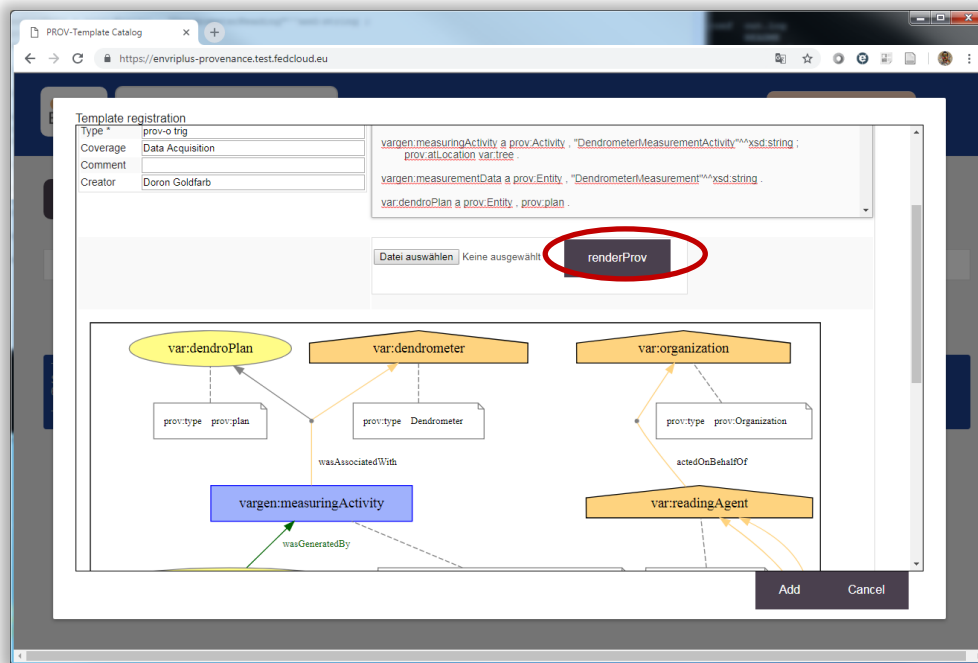 PROV-Template Catalog
https://envriplus-provenance.test.fedcloud.eu
Template registration
Type * prov-o trig
Coverage Data Acquisition
Comment
Creator Doron Goldfarb
vargen:measuringActivity a prov:Activity , "DendrometerMeasurementActivity"^^xsd:string ;
prov:atLocation var:tree .
vargen:measurementData a prov:Entity , "DendrometerMeasurement"^^xsd:string .
var:dendroPlan a prov:Entity , prov:plan .
Datei auswählen Keine ausgewählt
renderProv
var:dendroPlan var:dendrometer var:organization
prov:type prov:plan prov:type Dendrometer prov:type prov:Organization
wasAssociatedWith actedOnBehalfOf
vargen:measuringActivity var:readingAgent
wasGeneratedBy
Add Cancel